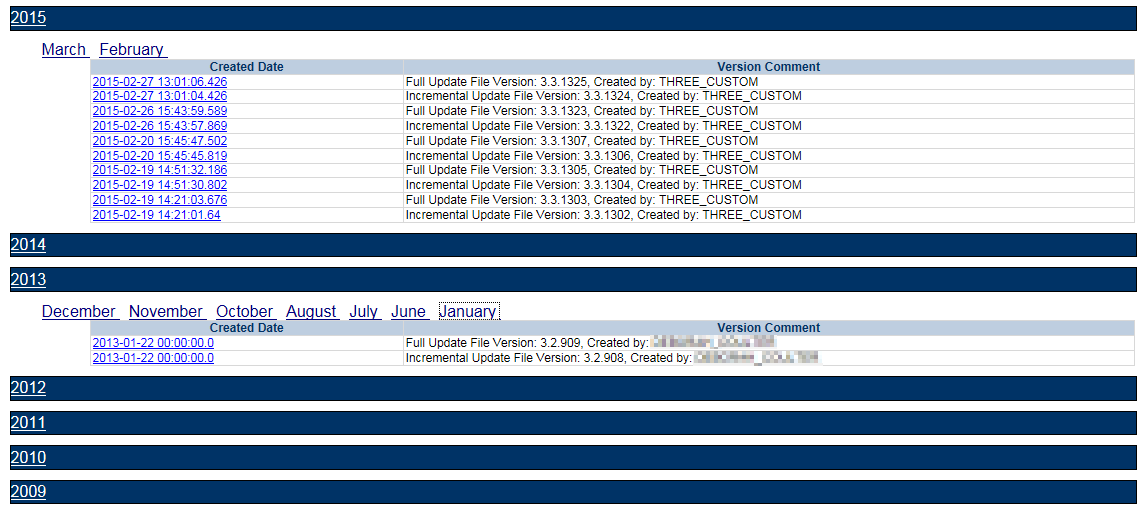 2015
March February
Created Date Version Comment
2015-02-27 13:01:06.426 Full Update File Version: 3.3.1325, Created by: THREE_CUSTOM
2015-02-27 13:01:04.426 Incremental Update File Version: 3.3.1324, Created by: THREE_CUSTOM
2015-02-26 15:43:59.589 Full Update File Version: 3.3.1323, Created by: THREE_CUSTOM
2015-02-26 15:43:57.869 Incremental Update File Version: 3.3.1322, Created by: THREE_CUSTOM
2015-02-20 15:45:47.502 Full Update File Version: 3.3.1307, Created by: THREE_CUSTOM
2015-02-20 15:45:45.819 Incremental Update File Version: 3.3.1306, Created by: THREE_CUSTOM
2015-02-19 14:51:32.186 Full Update File Version: 3.3.1305, Created by: THREE_CUSTOM
2015-02-19 14:51:30.802 Incremental Update File Version: 3.3.1304, Created by: THREE_CUSTOM
2015-02-19 14:21:03.676 Full Update File Version: 3.3.1303, Created by: THREE_CUSTOM
2015-02-19 14:21:01.64 Incremental Update File Version: 3.3.1302, Created by: THREE_CUSTOM
2014
2013
December November October August July June January
Created Date Version Comment
2013-01-22 00:00:00.0 Full Update File Version: 3.2.909, Created by:
2013-01-22 00:00:00.0 Incremental Update File Version: 3.2.908, Created by:
2012
2011
2010
2009